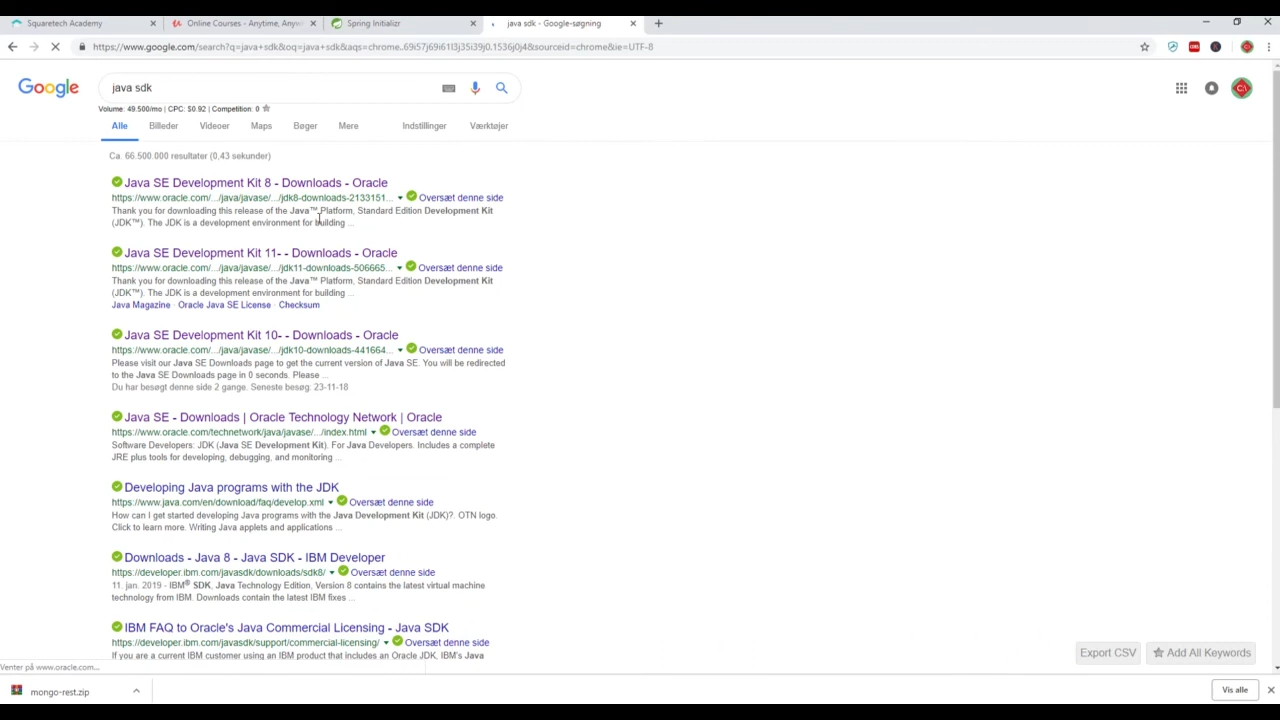 Squaretech Academy
Online Courses - Anytime, Anyw
Spring Initializr
java sdk - Google-søgning
https://www.google.com/search?q=java+sdk&oq=java+sdk&aqs=chrome..69i57j69i61l3j35i39j0.1536j0j4&sourceid=chrome&ie=UTF-8
Google
java sdk
Volume: 49.500/mo | CPC: $0.92 | Competition: 0
Alle Billeder Videoer Maps Bøger Mere Indstillinger Værktøjer
Ca. 66.500.000 resultater (0,43 sekunder)
Java SE Development Kit 8 - Downloads - Oracle
https://www.oracle.com/.../java/javase/.../jdk8-downloads-2133151... Oversæt denne side
Thank you for downloading this release of the Java™ Platform, Standard Edition Development Kit
(JDK™). The JDK is a development environment for building ...
Java SE Development Kit 11- - Downloads - Oracle
https://www.oracle.com/.../java/javase/.../jdk11-downloads-506665... Oversæt denne side
Thank you for downloading this release of the Java™ Platform, Standard Edition Development Kit
(JDK™). The JDK is a development environment for building ...
Java Magazine · Oracle Java SE License · Checksum
Java SE Development Kit 10- - Downloads - Oracle
https://www.oracle.com/.../java/javase/.../jdk10-downloads-441664... Oversæt denne side
Please visit our Java SE Downloads page to get the current version of Java SE. You will be redirected
to the Java SE Downloads page in 0 seconds. Please ...
Du har besøgt denne side 2 gange. Seneste besøg: 23-11-18
Java SE - Downloads | Oracle Technology Network | Oracle
https://www.oracle.com/technetwork/java/javase/.../index.html Oversæt denne side
Software Developers: JDK (Java SE Development Kit). For Java Developers. Includes a complete
JRE plus tools for developing, debugging, and monitoring ...
Developing Java programs with the JDK
https://www.java.com/en/download/faq/develop.xml Oversæt denne side
How can I get started developing Java programs with the Java Development Kit (JDK)?. OTN logo.
Click to learn more. Writing Java applets and applications ...
Downloads - Java 8 - Java SDK - IBM Developer
https://developer.ibm.com/javasdk/downloads/sdk8/ Oversæt denne side
11. jan. 2019 - IBM® SDK, Java Technology Edition, Version 8 contains the latest virtual machine
technology from IBM. Downloads contain the latest IBM fixes ...
IBM FAQ to Oracle's Java Commercial Licensing - Java SDK
https://developer.ibm.com/javasdk/support/commercial-licensing/ Oversæt denne side
If you are a current IBM customer using an IBM product that includes an Oracle JDK, IBM's Java
Export CSV Add All Keywords
Venter på www.oracle.com...
mongo-rest.zip
Vis alle